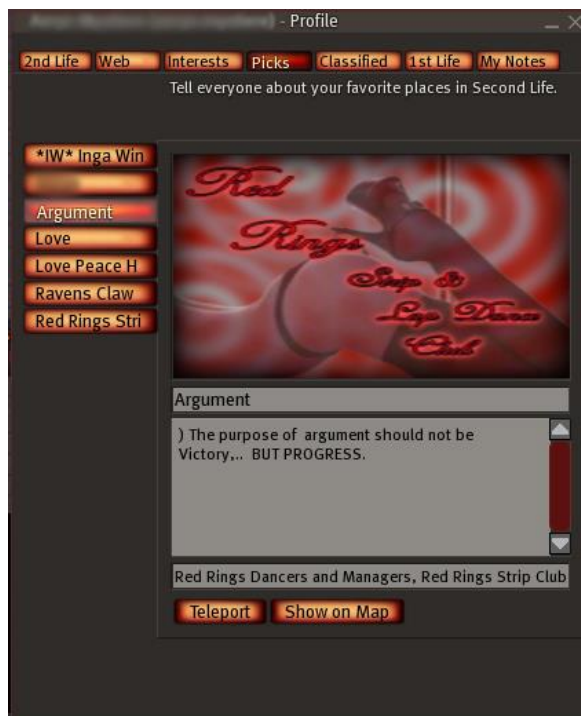 - Profile
2nd Life Web Interests Picks Classified 1st Life My Notes
Tell everyone about your favorite places in Second Life.
*IW* Inga Win
Argument
Love
Love Peace H
Ravens Claw
Red Rings Stri
Red
Rings
Strip &
Lap Dance
Club
Argument
) The purpose of argument should not be
Victory,.. BUT PROGRESS.
Red Rings Dancers and Managers, Red Rings Strip Club
Teleport Show on Map